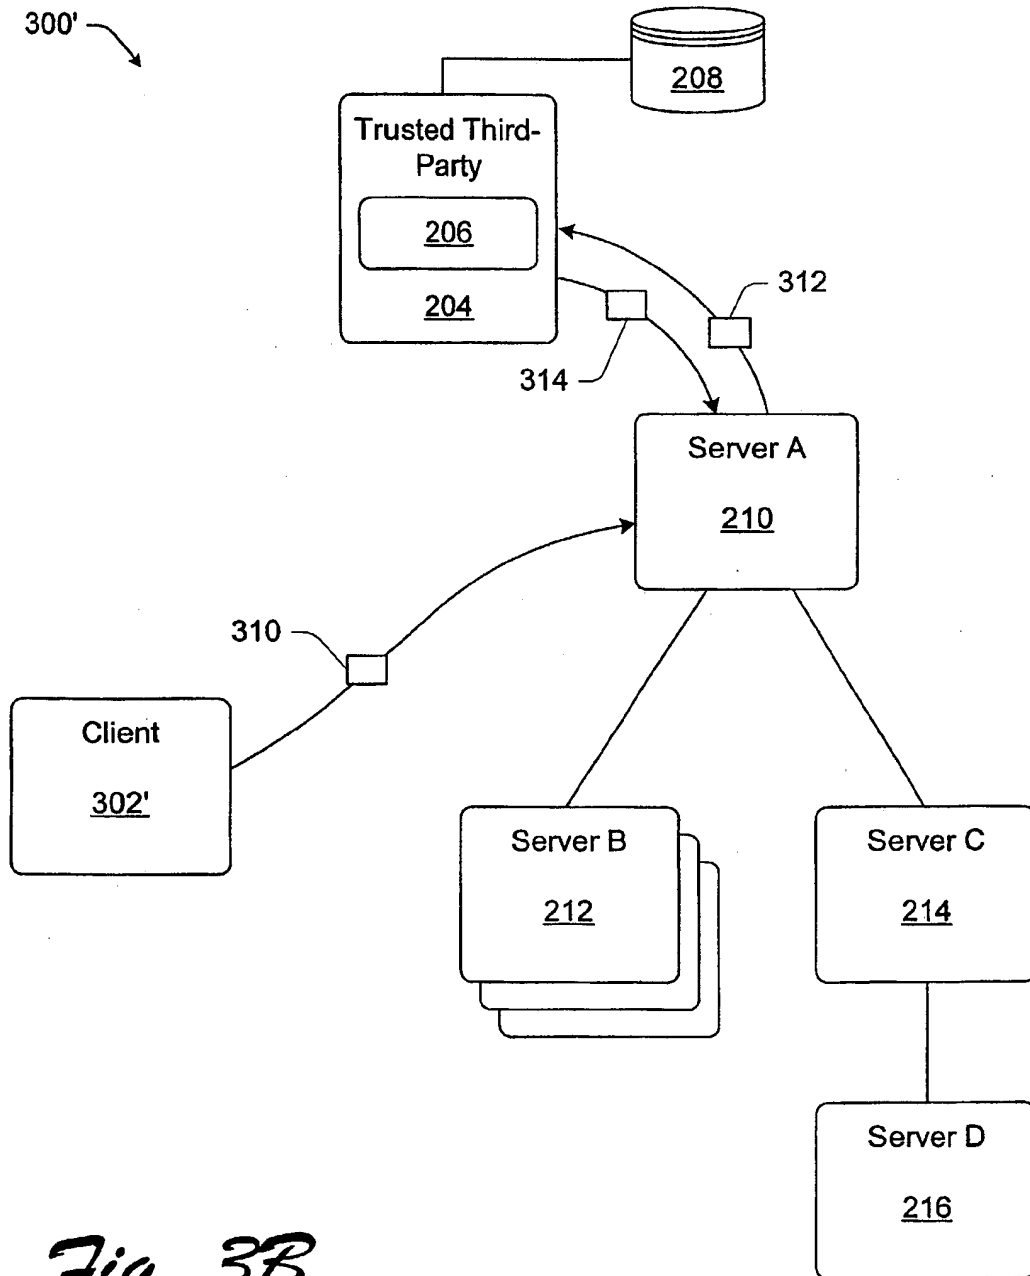 300'
208
Trusted Third-
Party
206
204
312
314
Server A
210
310
Client
302'
Server B
212
Server C
214
Server D
216
Fig. 3B